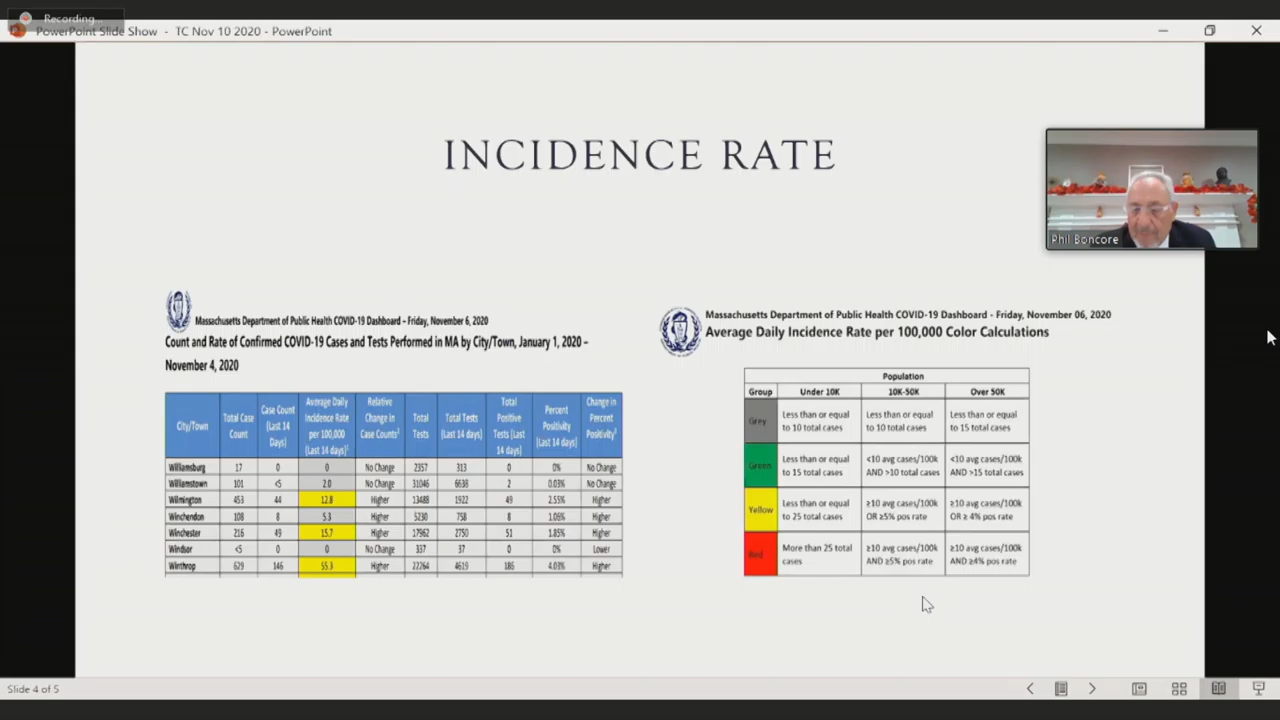 Recording...
PowerPoint Slide Show - TC Nov 10 2020 - PowerPoint
INCIDENCE RATE
Phil Boncore
Massachusetts Department of Public Health COVID-19 Dashboard – Friday, November 6, 2020
Count and Rate of Confirmed COVID-19 Cases and Tests Performed in MA by City/Town, January 1, 2020 –
November 4, 2020
City/Town Total Case Count Case Count (Last 14 Days) Average Daily Incidence Rate per 100,000 (Last 14 days)¹ Relative Change in Case Counts² Total Tests Total Tests (Last 14 days) Total Positive Tests (Last 14 days) Percent Positivity (Last 14 days) Change in Percent Positivity³
Williamsburg 17 0 0 No Change 2357 313 0 0% No Change
Williamstown 101 <5 2.0 No Change 31046 6638 2 0.03% No Change
Wilmington 453 44 12.8 Higher 13488 1922 49 2.55% Higher
Winchendon 108 8 5.3 Higher 5230 758 8 1.06% Higher
Winchester 216 49 15.7 Higher 17962 2750 51 1.85% Higher
Windsor <5 0 0 No Change 337 37 0 0% Lower
Winthrop 629 146 55.3 Higher 22264 4619 186 4.03% Higher
Massachusetts Department of Public Health COVID-19 Dashboard - Friday, November 06, 2020
Average Daily Incidence Rate per 100,000 Color Calculations
Population
Group Under 10K 10K-50K Over 50K
Grey Less than or equal to 10 total cases Less than or equal to 10 total cases Less than or equal to 15 total cases
Green Less than or equal to 15 total cases <10 avg cases/100k AND >10 total cases <10 avg cases/100k AND >15 total cases
Yellow Less than or equal to 25 total cases ≥10 avg cases/100k OR ≥5% pos rate ≥10 avg cases/100k OR ≥ 4% pos rate
Red More than 25 total cases ≥10 avg cases/100k AND ≥5% pos rate ≥10 avg cases/100k AND ≥4% pos rate
Slide 4 of 5